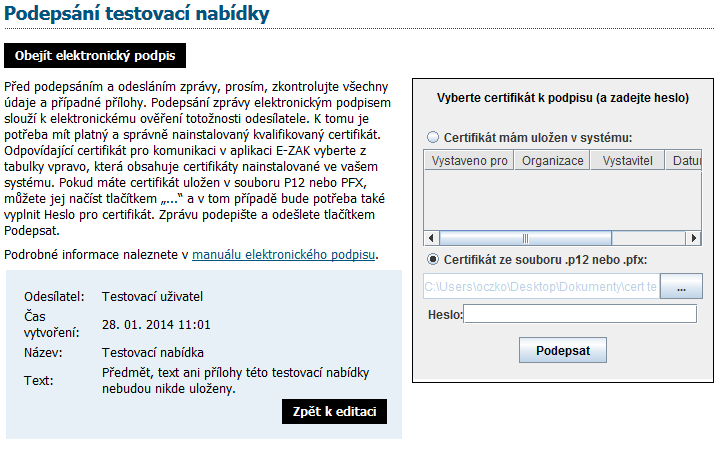 Podepsání testovací nabídky
Obejít elektronický podpis
Před podepsáním a odesláním zprávy, prosím, zkontrolujte všechny
údaje a případné přílohy. Podepsání zprávy elektronickým podpisem
slouží k elektronickému ověření totožnosti odesílatele. K tomu je
potřeba mít platný a správně nainstalovaný kvalifikovaný certifikát.
Odpovídající certifikát pro komunikaci v aplikaci E-ZAK vyberte z
tabulky vpravo, která obsahuje certifikáty nainstalované ve vašem
systému. Pokud máte certifikát uložen v souboru P12 nebo PFX,
můžete jej načíst tlačítkem „...“ a v tom případě bude potřeba také
vyplnit Heslo pro certifikát. Zprávu podepište a odešlete tlačítkem
Podepsat.
Podrobné informace naleznete v manuálu elektronického podpisu.
Odesílatel: Testovací uživatel
Čas
vytvoření: 28. 01. 2014 11:01
Název: Testovací nabídka
Text: Předmět, text ani přílohy této testovací nabídky
nebudou nikde uloženy.
Zpět k editaci
Vyberte certifikát k podpisu (a zadejte heslo)
Certifikát mám uložen v systému:
Vystaveno pro Organizace Vystavitel Datu
Certifikát ze souboru .p12 nebo .pfx:
C:\Users\oczko\Desktop\Dokumenty\cert te ...
Heslo:
Podepsat